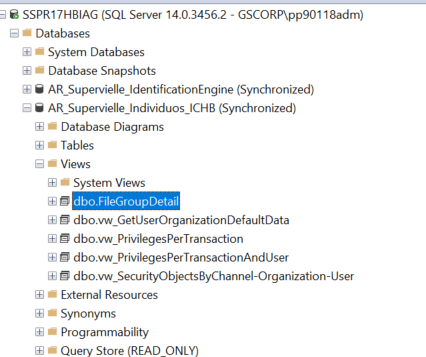 SSPR17HBIAG (SQL Server 14.0.3456.2 - GSCORP\pp90118adm)
Databases
System Databases
Database Snapshots
AR_Supervielle_IdentificationEngine (Synchronized)
AR_Supervielle_Individuos_ICHB (Synchronized)
Database Diagrams
Tables
Views
System Views
dbo.FileGroupDetail
dbo.vw_GetUserOrganizationDefaultData
dbo.vw_PrivilegesPerTransaction
dbo.vw_PrivilegesPerTransactionAndUser
dbo.vw_SecurityObjectsByChannel-Organization-User
External Resources
Synonyms
Programmability
Query Store (READ_ONLY)